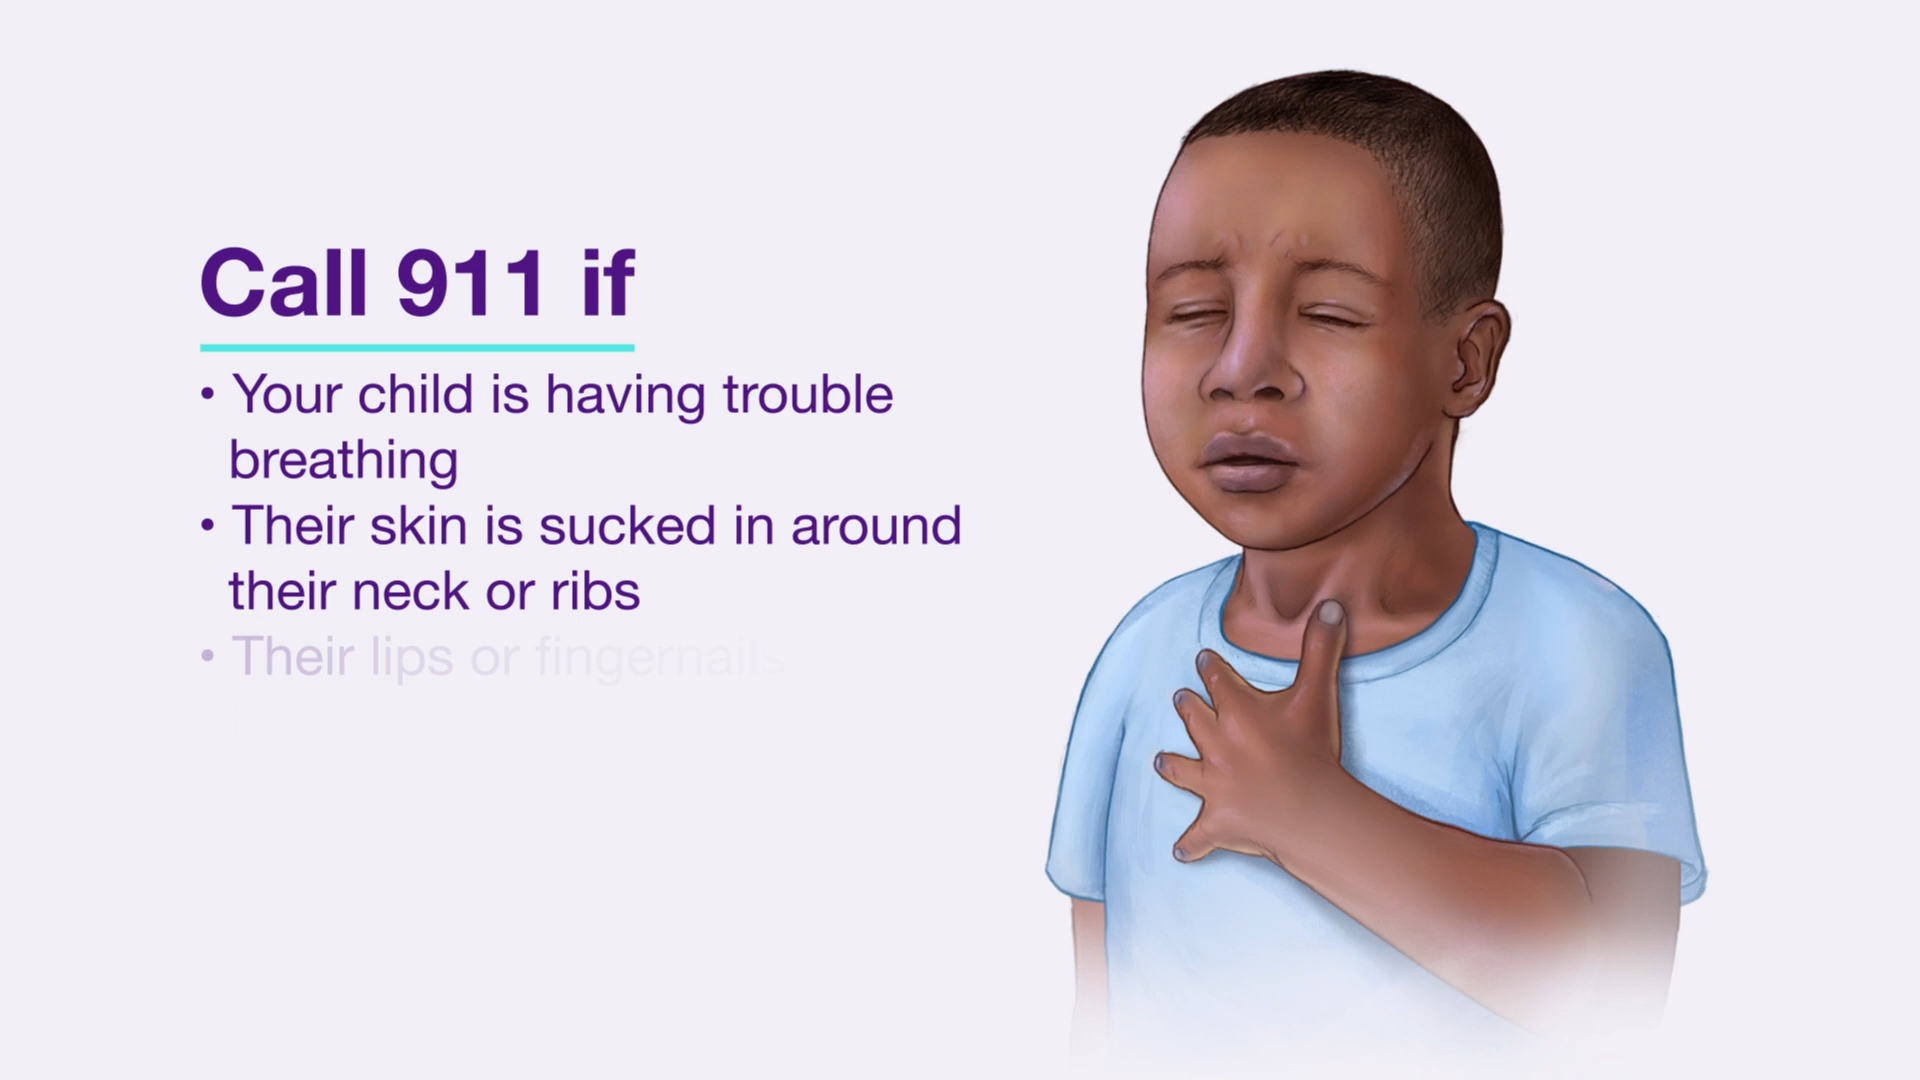 Call 911 if
• Your child is having trouble
breathing
• Their skin is sucked in around
their neck or ribs
• Their lips or fingernails